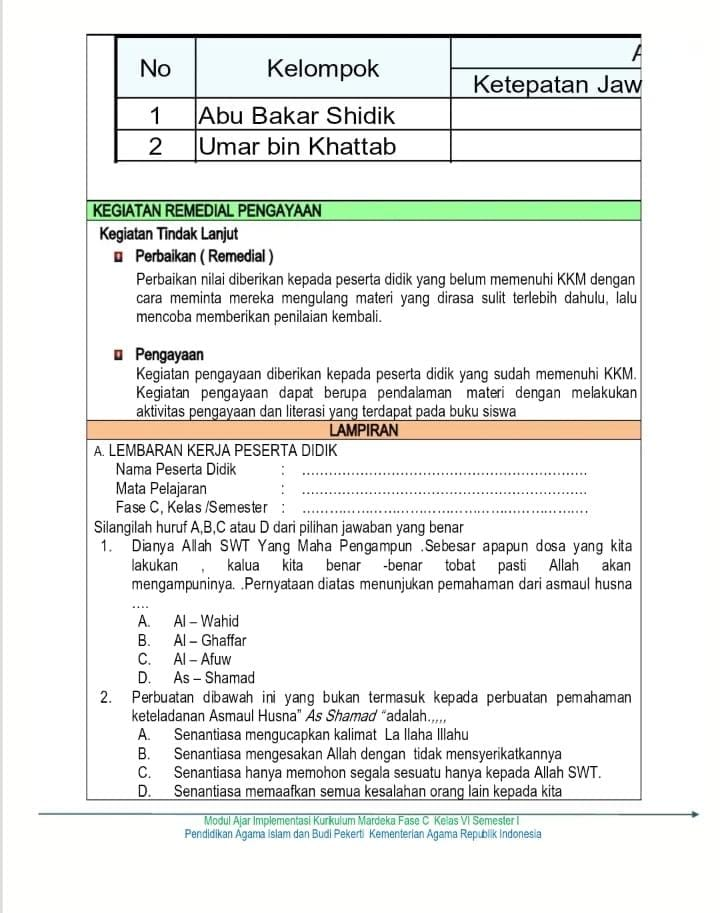 A
No Kelompok
Ketepatan Jaw
1 Abu Bakar Shidik
2 Umar bin Khattab
KEGIATAN REMEDIAL PENGAYAAN
Kegiatan Tindak Lanjut
Perbaikan ( Remedial )
Perbaikan nilai diberikan kepada peserta didik yang belum memenuhi KKM dengan
cara meminta mereka mengulang materi yang dirasa sulit terlebih dahulu, lalu
mencoba memberikan penilaian kembali.
Pengayaan
Kegiatan pengayaan diberikan kepada peserta didik yang sudah memenuhi KKM.
Kegiatan pengayaan dapat berupa pendalaman materi dengan melakukan
aktivitas pengayaan dan literasi yang terdapat pada buku siswa
LAMPIRAN
A. LEMBARAN KERJA PESERTA DIDIK
Nama Peserta Didik : ................................................................
Mata Pelajaran : ................................................................
Fase C, Kelas /Semester : ................................................................
Silangilah huruf A,B,C atau D dari pilihan jawaban yang benar
1. Dianya Allah SWT Yang Maha Pengampun .Sebesar apapun dosa yang kita
lakukan , kalua kita benar -benar tobat pasti Allah akan
mengampuninya. .Pernyataan diatas menunjukan pemahaman dari asmaul husna
....
A. Al – Wahid
B. Al – Ghaffar
C. Al – Afuw
D. As – Shamad
2. Perbuatan dibawah ini yang bukan termasuk kepada perbuatan pemahaman
keteladanan Asmaul Husna” As Shamad “adalah.,,,,
A. Senantiasa mengucapkan kalimat La Ilaha Illahu
B. Senantiasa mengesakan Allah dengan tidak mensyerikatkannya
C. Senantiasa hanya memohon segala sesuatu hanya kepada Allah SWT.
D. Senantiasa memaafkan semua kesalahan orang lain kepada kita
Modul Ajar Implementasi Kurikulum Mardeka Fase C Kelas VI Semester I
Pendidikan Agama Islam dan Budi Pekerti Kementerian Agama Republik Indonesia